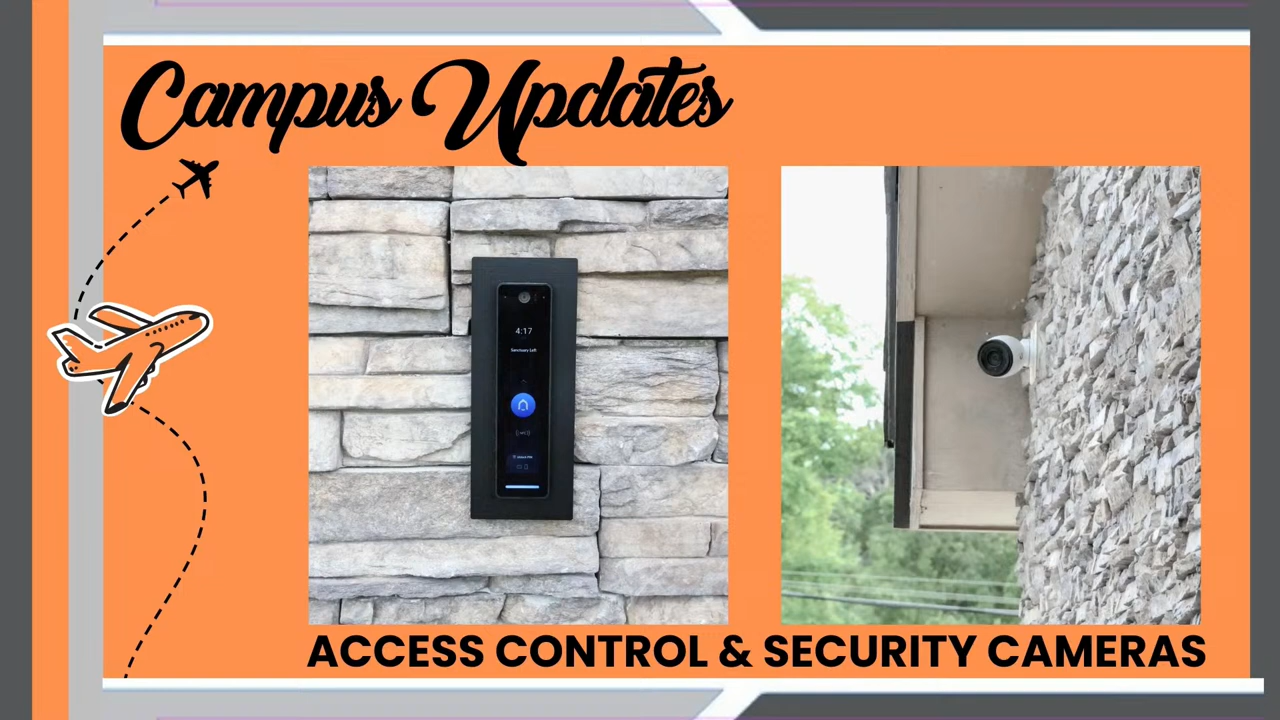 Campus Updates
4:17
Sanctuary Left
ACCESS CONTROL & SECURITY CAMERAS